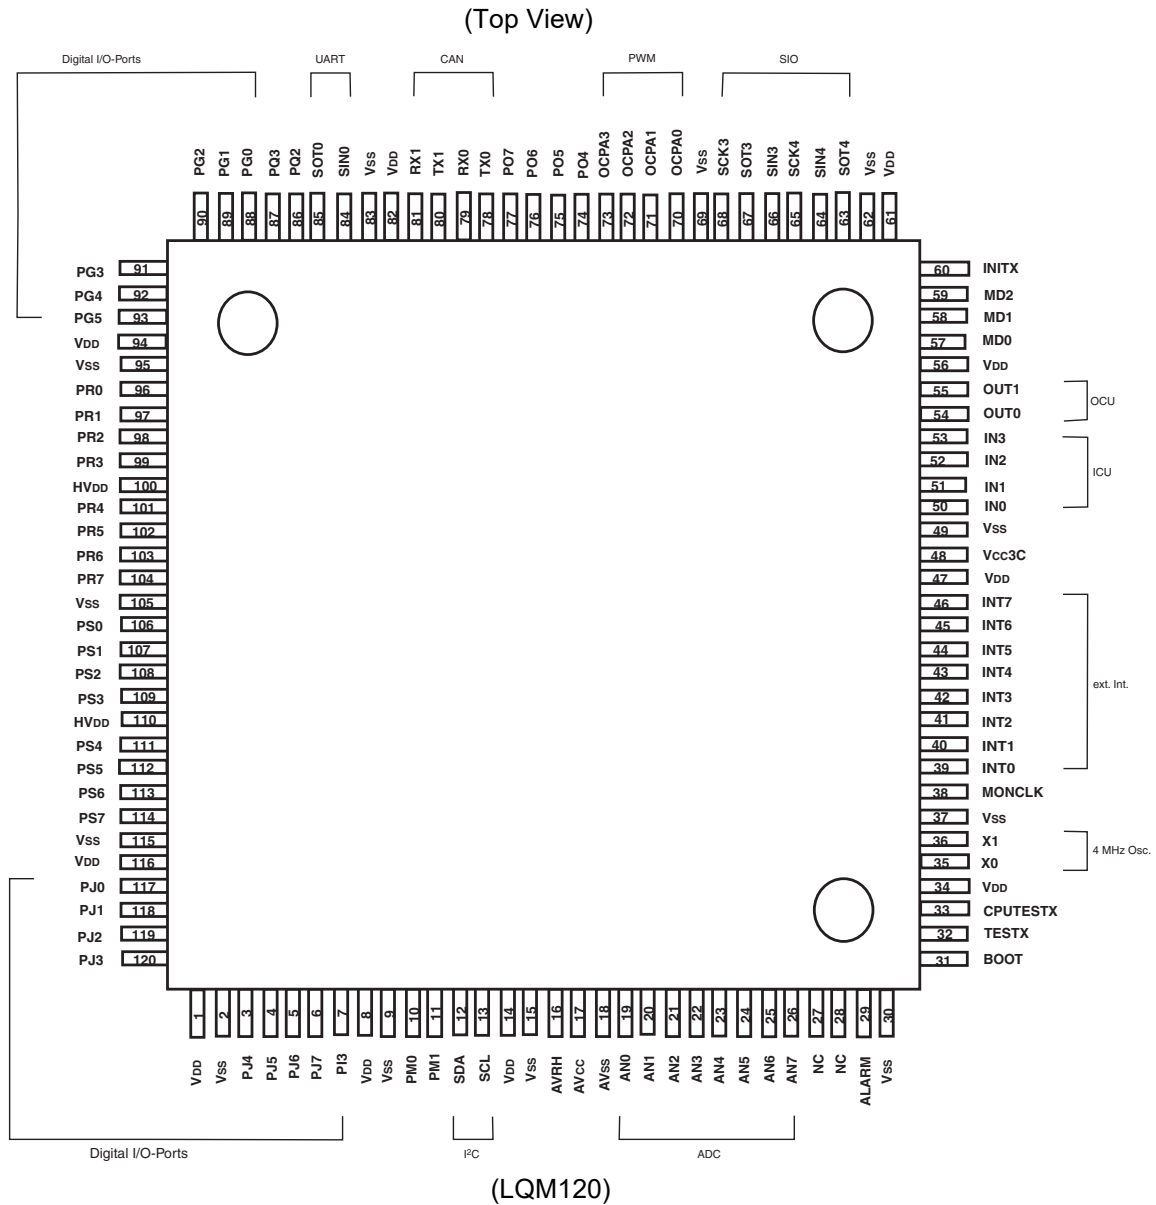 (Top View)
Digital I/O-Ports
UART
CAN
PWM
SIO
PG2
PG1
PG0
PQ3
PQ2
SOT0
SIN0
VSS
VDD
RX1
TX1
RX0
TX0
PO7
PO6
PO5
PO4
OCPA3
OCPA2
OCPA1
OCPA0
VSS
SCK3
SOT3
SIN3
SCK4
SIN4
SOT4
VSS
VDD
90
89
88
87
86
85
84
83
82
81
80
79
78
77
76
75
74
73
72
71
70
69
68
67
66
65
64
63
62
61
PG3 91
PG4 92
PG5 93
VDD 94
VSS 95
PR0 96
PR1 97
PR2 98
PR3 99
HVDD 100
PR4 101
PR5 102
PR6 103
PR7 104
VSS 105
PS0 106
PS1 107
PS2 108
PS3 109
HVDD 110
PS4 111
PS5 112
PS6 113
PS7 114
VSS 115
VDD 116
PJ0 117
PJ1 118
PJ2 119
PJ3 120
60 INITX
59 MD2
58 MD1
57 MD0
56 VDD
55 OUT1
54 OUT0
OCU
53 IN3
52 IN2
51 IN1
50 IN0
ICU
49 VSS
48 VCC3C
47 VDD
46 INT7
45 INT6
44 INT5
43 INT4
42 INT3
41 INT2
40 INT1
39 INT0
ext. Int.
38 MONCLK
37 VSS
36 X1
35 X0
4 MHz Osc.
34 VDD
33 CPUTESTX
32 TESTX
31 BOOT
1
2
3
4
5
6
7
8
9
10
11
12
13
14
15
16
17
18
19
20
21
22
23
24
25
26
27
28
29
30
VDD
VSS
PJ4
PJ5
PJ6
PJ7
PI3
VDD
VSS
PM0
PM1
SDA
SCL
VDD
VSS
AVRH
AVCC
AVSS
AN0
AN1
AN2
AN3
AN4
AN5
AN6
AN7
NC
NC
ALARM
VSS
Digital I/O-Ports
I²C
ADC
(LQM120)